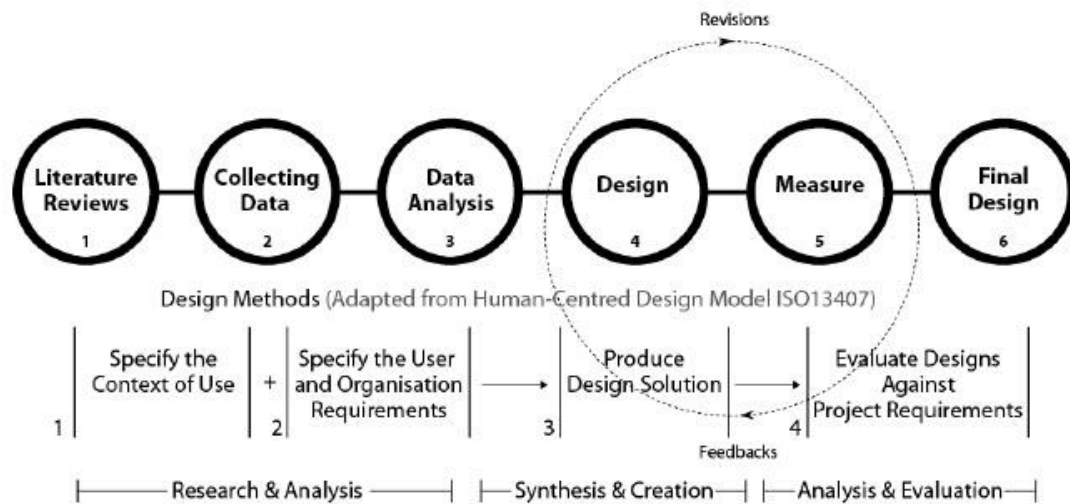 Revisions
Literature
Reviews
1
Collecting
Data
2
Data
Analysis
3
Design
4
Measure
5
Final
Design
6
Design Methods (Adapted from Human-Centred Design Model ISO13407)
Specify the
Context of Use
1
+
Specify the User
and Organisation
Requirements
2
Produce
Design Solution
3
Evaluate Designs
Against
Project Requirements
4
Feedbacks
Research & Analysis
Synthesis & Creation
Analysis & Evaluation